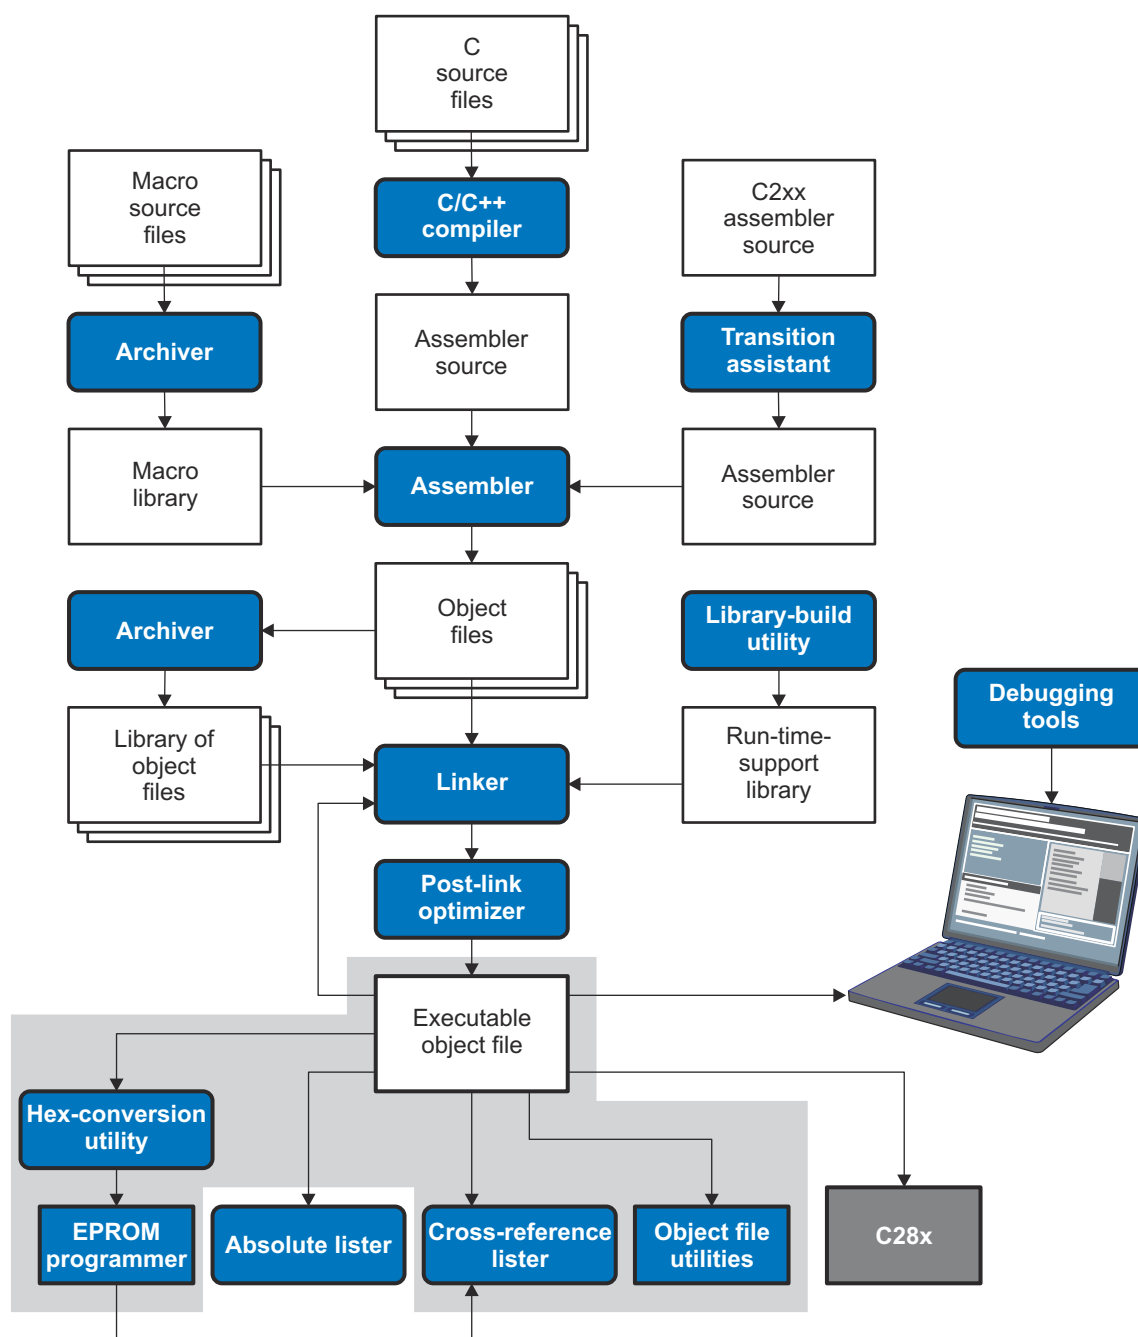 C
source
files
Macro
source
files
C/C++
compiler
C2xx
assembler
source
Archiver
Assembler
source
Transition
assistant
Macro
library
Assembler
Assembler
source
Archiver
Object
files
Library-build
utility
Debugging
tools
Library of
object
files
Linker
Run-time-
support
library
Post-link
optimizer
Executable
object file
Hex-conversion
utility
EPROM
programmer
Absolute lister
Cross-reference
lister
Object file
utilities
C28x